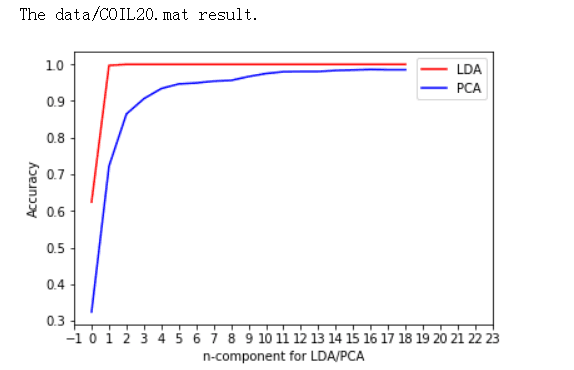 The data/COIL20.mat result.
LDA
PCA
1.0
0.9
0.8
0.7
0.6
0.5
0.4
0.3
Accuracy
−1 0 1 2 3 4 5 6 7 8 9 10 11 12 13 14 15 16 17 18 19 20 21 22 23
n-component for LDA/PCA